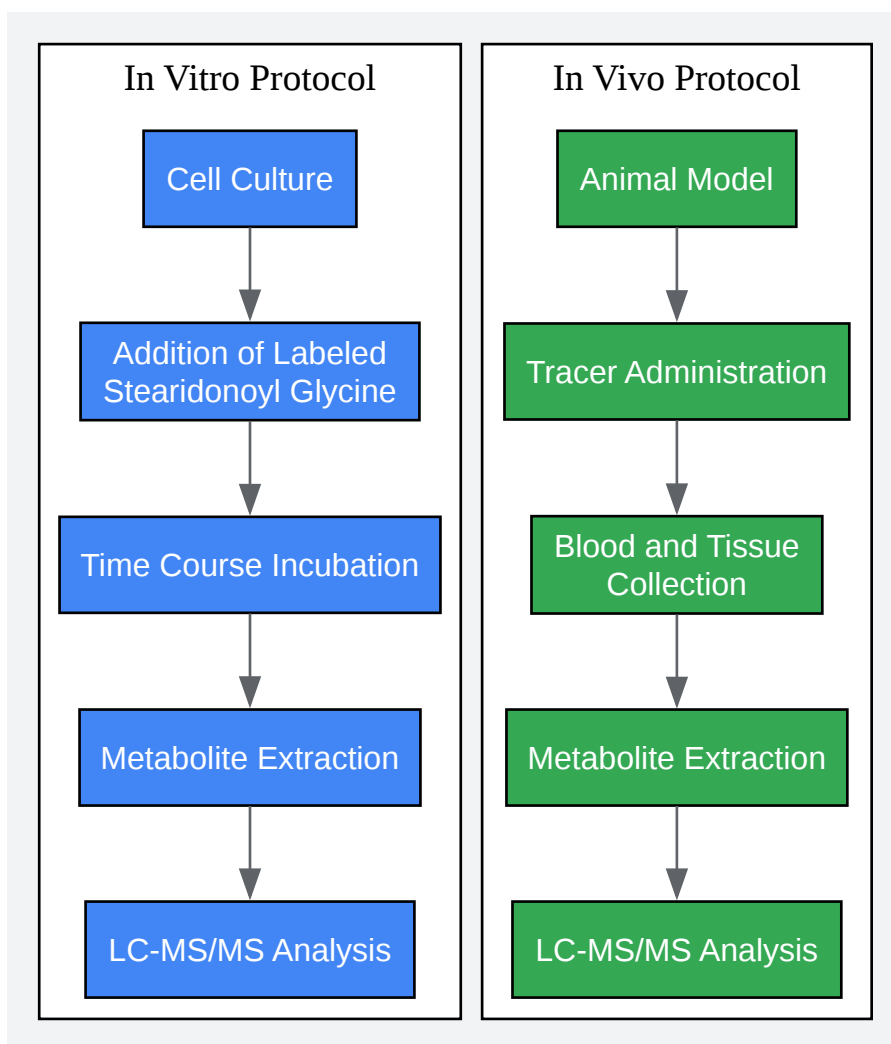 In Vitro Protocol
Cell Culture
Addition of Labeled
Stearidonoyl Glycine
Time Course Incubation
Metabolite Extraction
LC-MS/MS Analysis
In Vivo Protocol
Animal Model
Tracer Administration
Blood and Tissue
Collection
Metabolite Extraction
LC-MS/MS Analysis